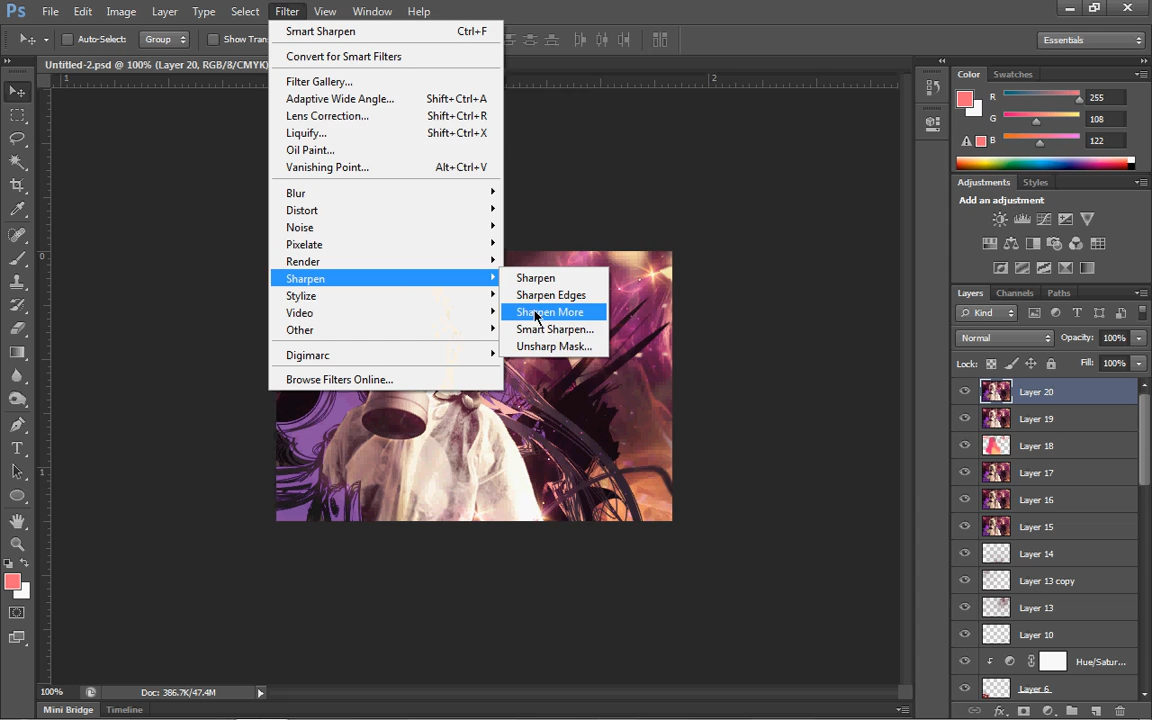 Ps File Edit Image Layer Type Select Filter View Window Help
Auto-Select: Group Show Tran
Essentials
Untitled-2.psd @ 100% (Layer 20, RGB/8/CMYK)
1 2
Smart Sharpen Ctrl+F
Convert for Smart Filters
Filter Gallery...
Adaptive Wide Angle... Shift+Ctrl+A
Lens Correction... Shift+Ctrl+R
Liquify... Shift+Ctrl+X
Oil Paint...
Vanishing Point... Alt+Ctrl+V
Blur
Distort
Noise
Pixelate
Render
Sharpen
Stylize
Video
Other
Digimarc
Browse Filters Online...
Sharpen
Sharpen Edges
Sharpen More
Smart Sharpen...
Unsharp Mask...
0
1
Color Swatches
R 255
G 108
B 122
Adjustments Styles
Add an adjustment
Layers Channels Paths
Kind
Normal Opacity: 100%
Lock: Fill: 100%
Layer 20
Layer 19
Layer 18
Layer 17
Layer 16
Layer 15
Layer 14
Layer 13 copy
Layer 13
Layer 10
Hue/Satur...
Layer 6
100% Doc: 386.7K/47.4M
Mini Bridge Timeline
fx